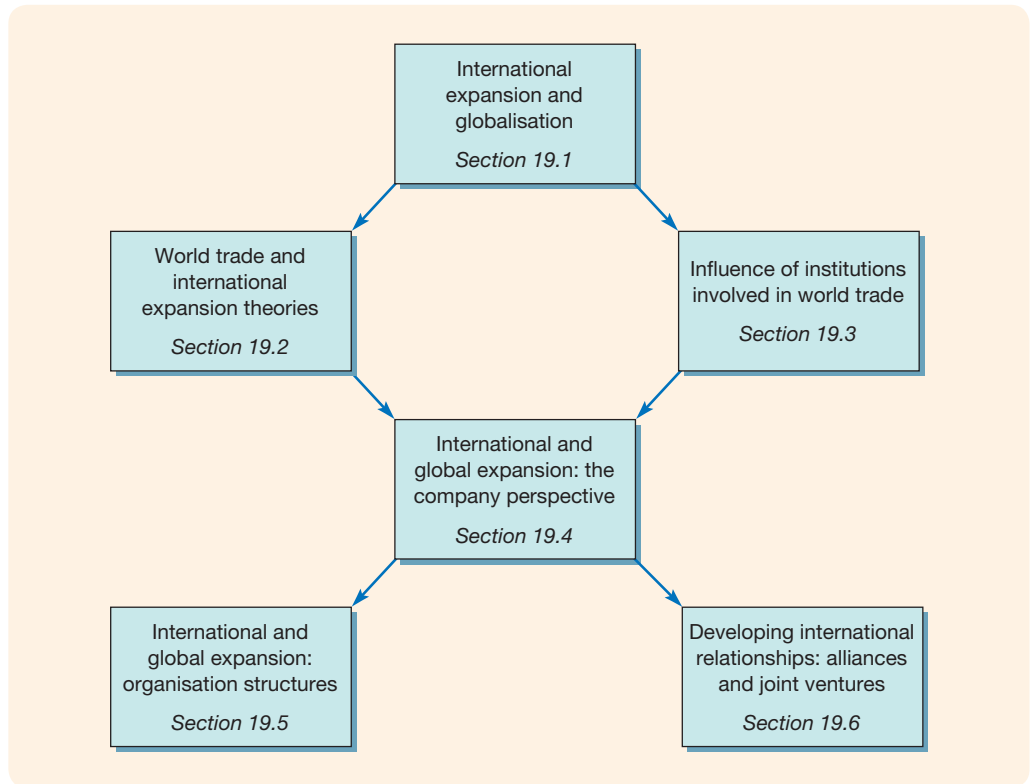 International
expansion and
globalisation
Section 19.1
World trade and
international
expansion theories
Section 19.2
Influence of institutions
involved in world trade
Section 19.3
International and
global expansion: the
company perspective
Section 19.4
International and
global expansion:
organisation structures
Section 19.5
Developing international
relationships: alliances
and joint ventures
Section 19.6